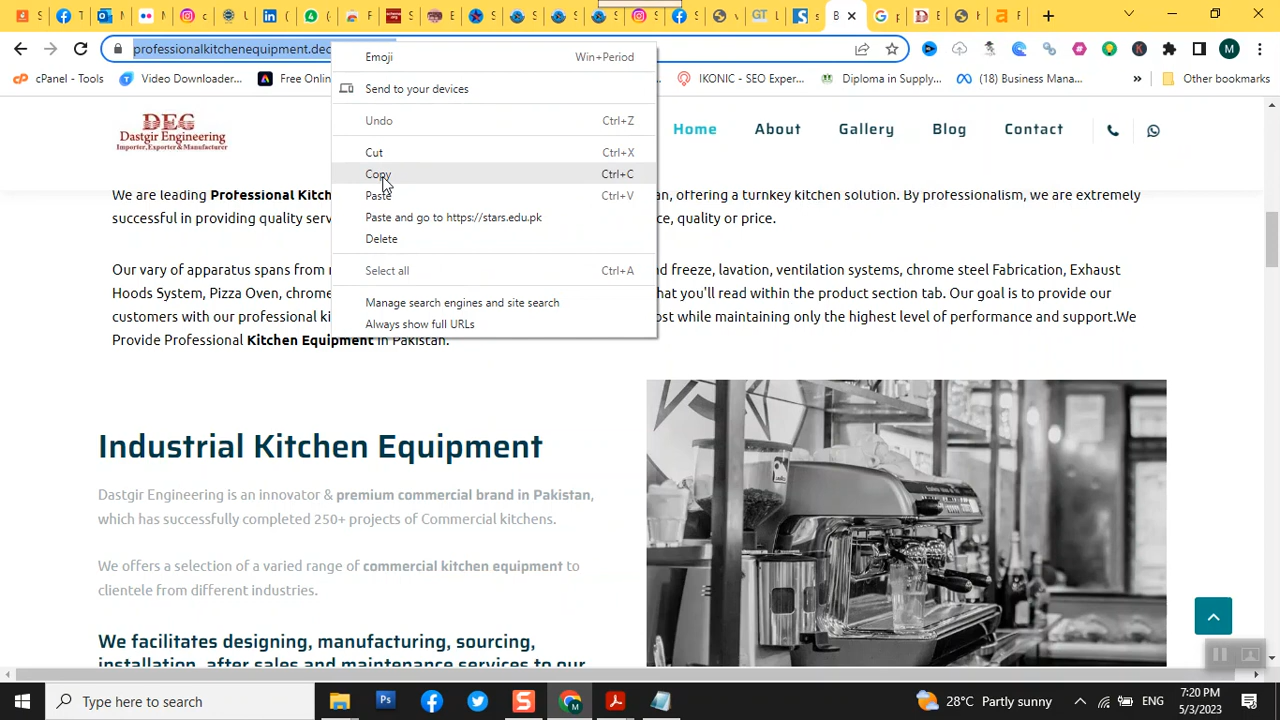 professionalkitchenequipment.dec
cPanel - Tools
Video Downloader...
Free Onlin
IKONIC - SEO Exper...
Diploma in Supply...
(18) Business Mana...
Other bookmarks
Emoji Win+Period
Send to your devices
Undo Ctrl+Z
Cut Ctrl+X
Copy Ctrl+C
Paste Ctrl+V
Paste and go to https://stars.edu.pk
Delete
Select all Ctrl+A
Manage search engines and site search
Always show full URLs
DEG
Dastgir Engineering
Importer,Exporter&Manufacturer
Home About Gallery Blog Contact
We are leading Professional Kitch an, offering a turnkey kitchen solution. By professionalism, we are extremely
successful in providing quality serv ce, quality or price.
Our vary of apparatus spans from r nd freeze, lavation, ventilation systems, chrome steel Fabrication, Exhaust
Hoods System, Pizza Oven, chrome hat you'll read within the product section tab. Our goal is to provide our
customers with our professional ki ost while maintaining only the highest level of performance and support.We
Provide Professional Kitchen Equipment in Pakistan.
Industrial Kitchen Equipment
Dastgir Engineering is an innovator & premium commercial brand in Pakistan,
which has successfully completed 250+ projects of Commercial kitchens.
We offers a selection of a varied range of commercial kitchen equipment to
clientele from different industries.
We facilitates designing, manufacturing, sourcing,
installation, after sales and maintenance services to our
Type here to search
28°C Partly sunny
ENG
7:20 PM
5/3/2023